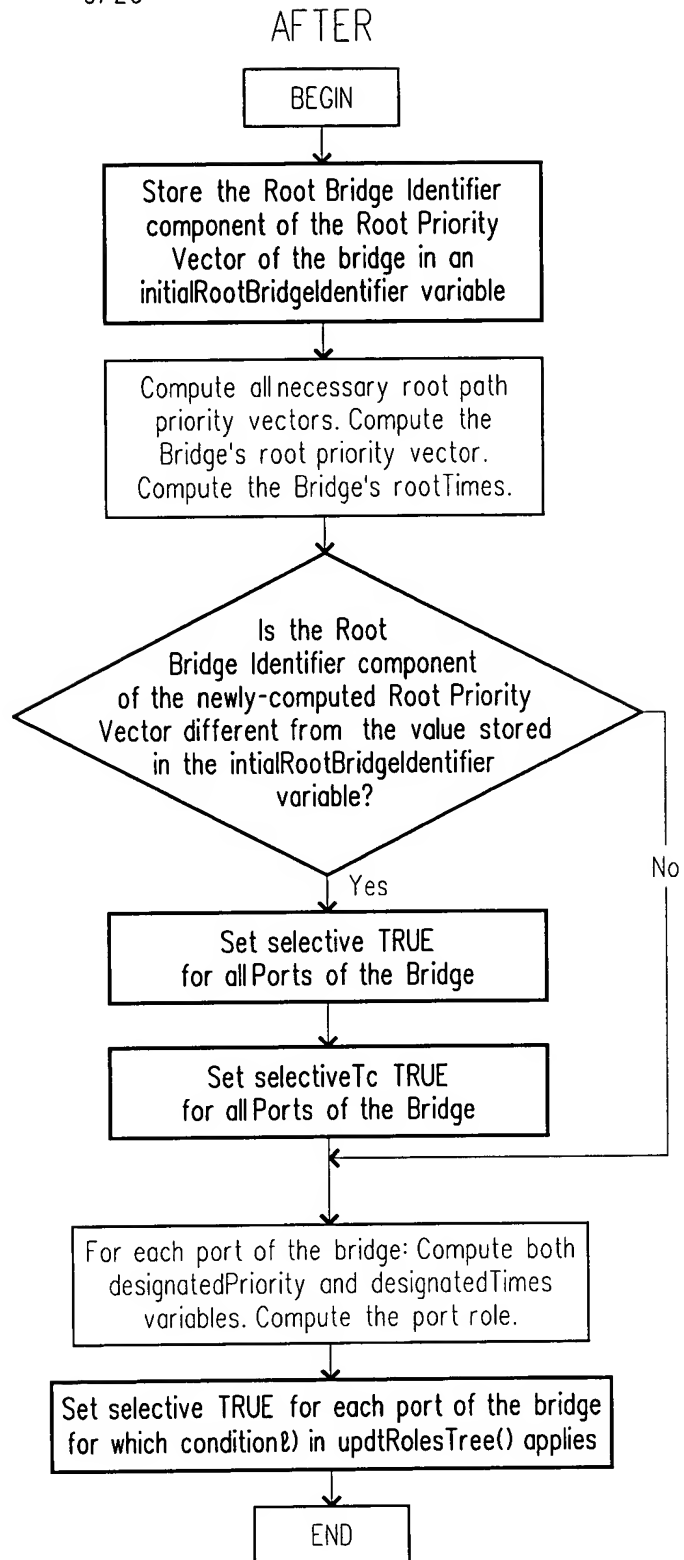 AFTER
BEGIN
Store the Root Bridge Identifier
component of the Root Priority
Vector of the bridge in an
initialRootBridgeIdentifier variable
Compute all necessary root path
priority vectors. Compute the
Bridge's root priority vector.
Compute the Bridge's rootTimes.
Is the Root
Bridge Identifier component
of the newly-computed Root Priority
Vector different from the value stored
in the intialRootBridgeIdentifier
variable?
No
Yes
Set selective TRUE
for all Ports of the Bridge
Set selectiveTc TRUE
for all Ports of the Bridge
For each port of the bridge: Compute both
designatedPriority and designatedTimes
variables. Compute the port role.
Set selective TRUE for each port of the bridge
for which condition ℓ) in updtRolesTree() applies
END